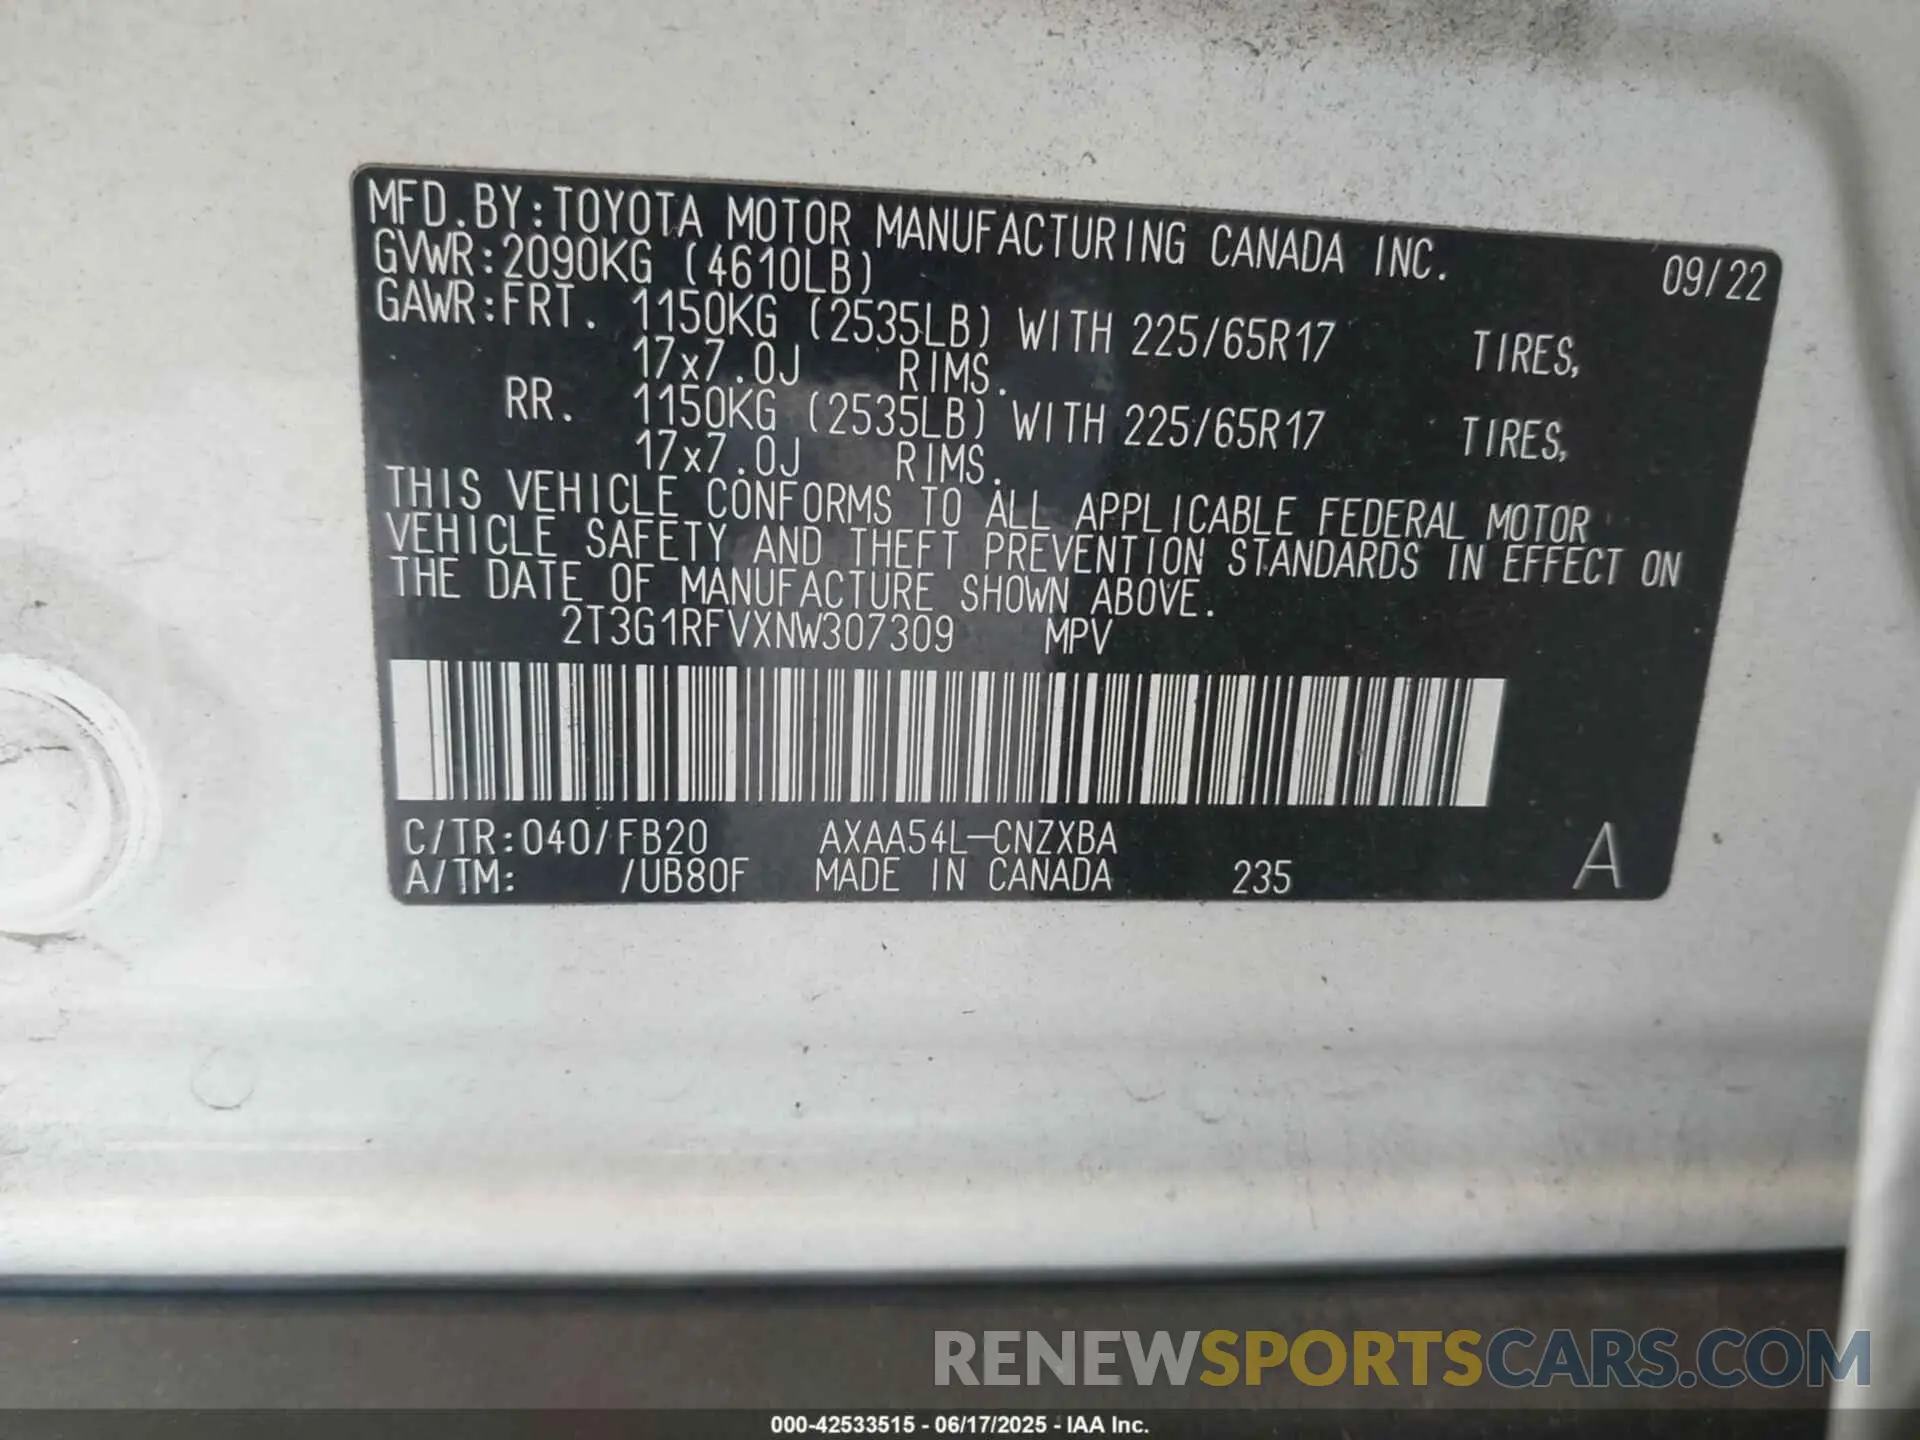 MFD.BY:TOYOTA MOTOR MANUFACTURING CANADA INC. 09/22
GVWR:2090KG (4610LB)
GAWR:FRT. 1150KG (2535LB) WITH 225/65R17 TIRES,
17x7.0J RIMS.
RR. 1150KG (2535LB) WITH 225/65R17 TIRES,
17x7.0J RIMS.
THIS VEHICLE CONFORMS TO ALL APPLICABLE FEDERAL MOTOR
VEHICLE SAFETY AND THEFT PREVENTION STANDARDS IN EFFECT ON
THE DATE OF MANUFACTURE SHOWN ABOVE.
2T3G1RFVXNW307309 MPV
C/TR:040/FB20 AXAA54L-CNZXBA A
A/TM: /UB80F MADE IN CANADA 235
RENEWSPORTSCARS.COM
000-42533515 - 06/17/2025 - IAA Inc.